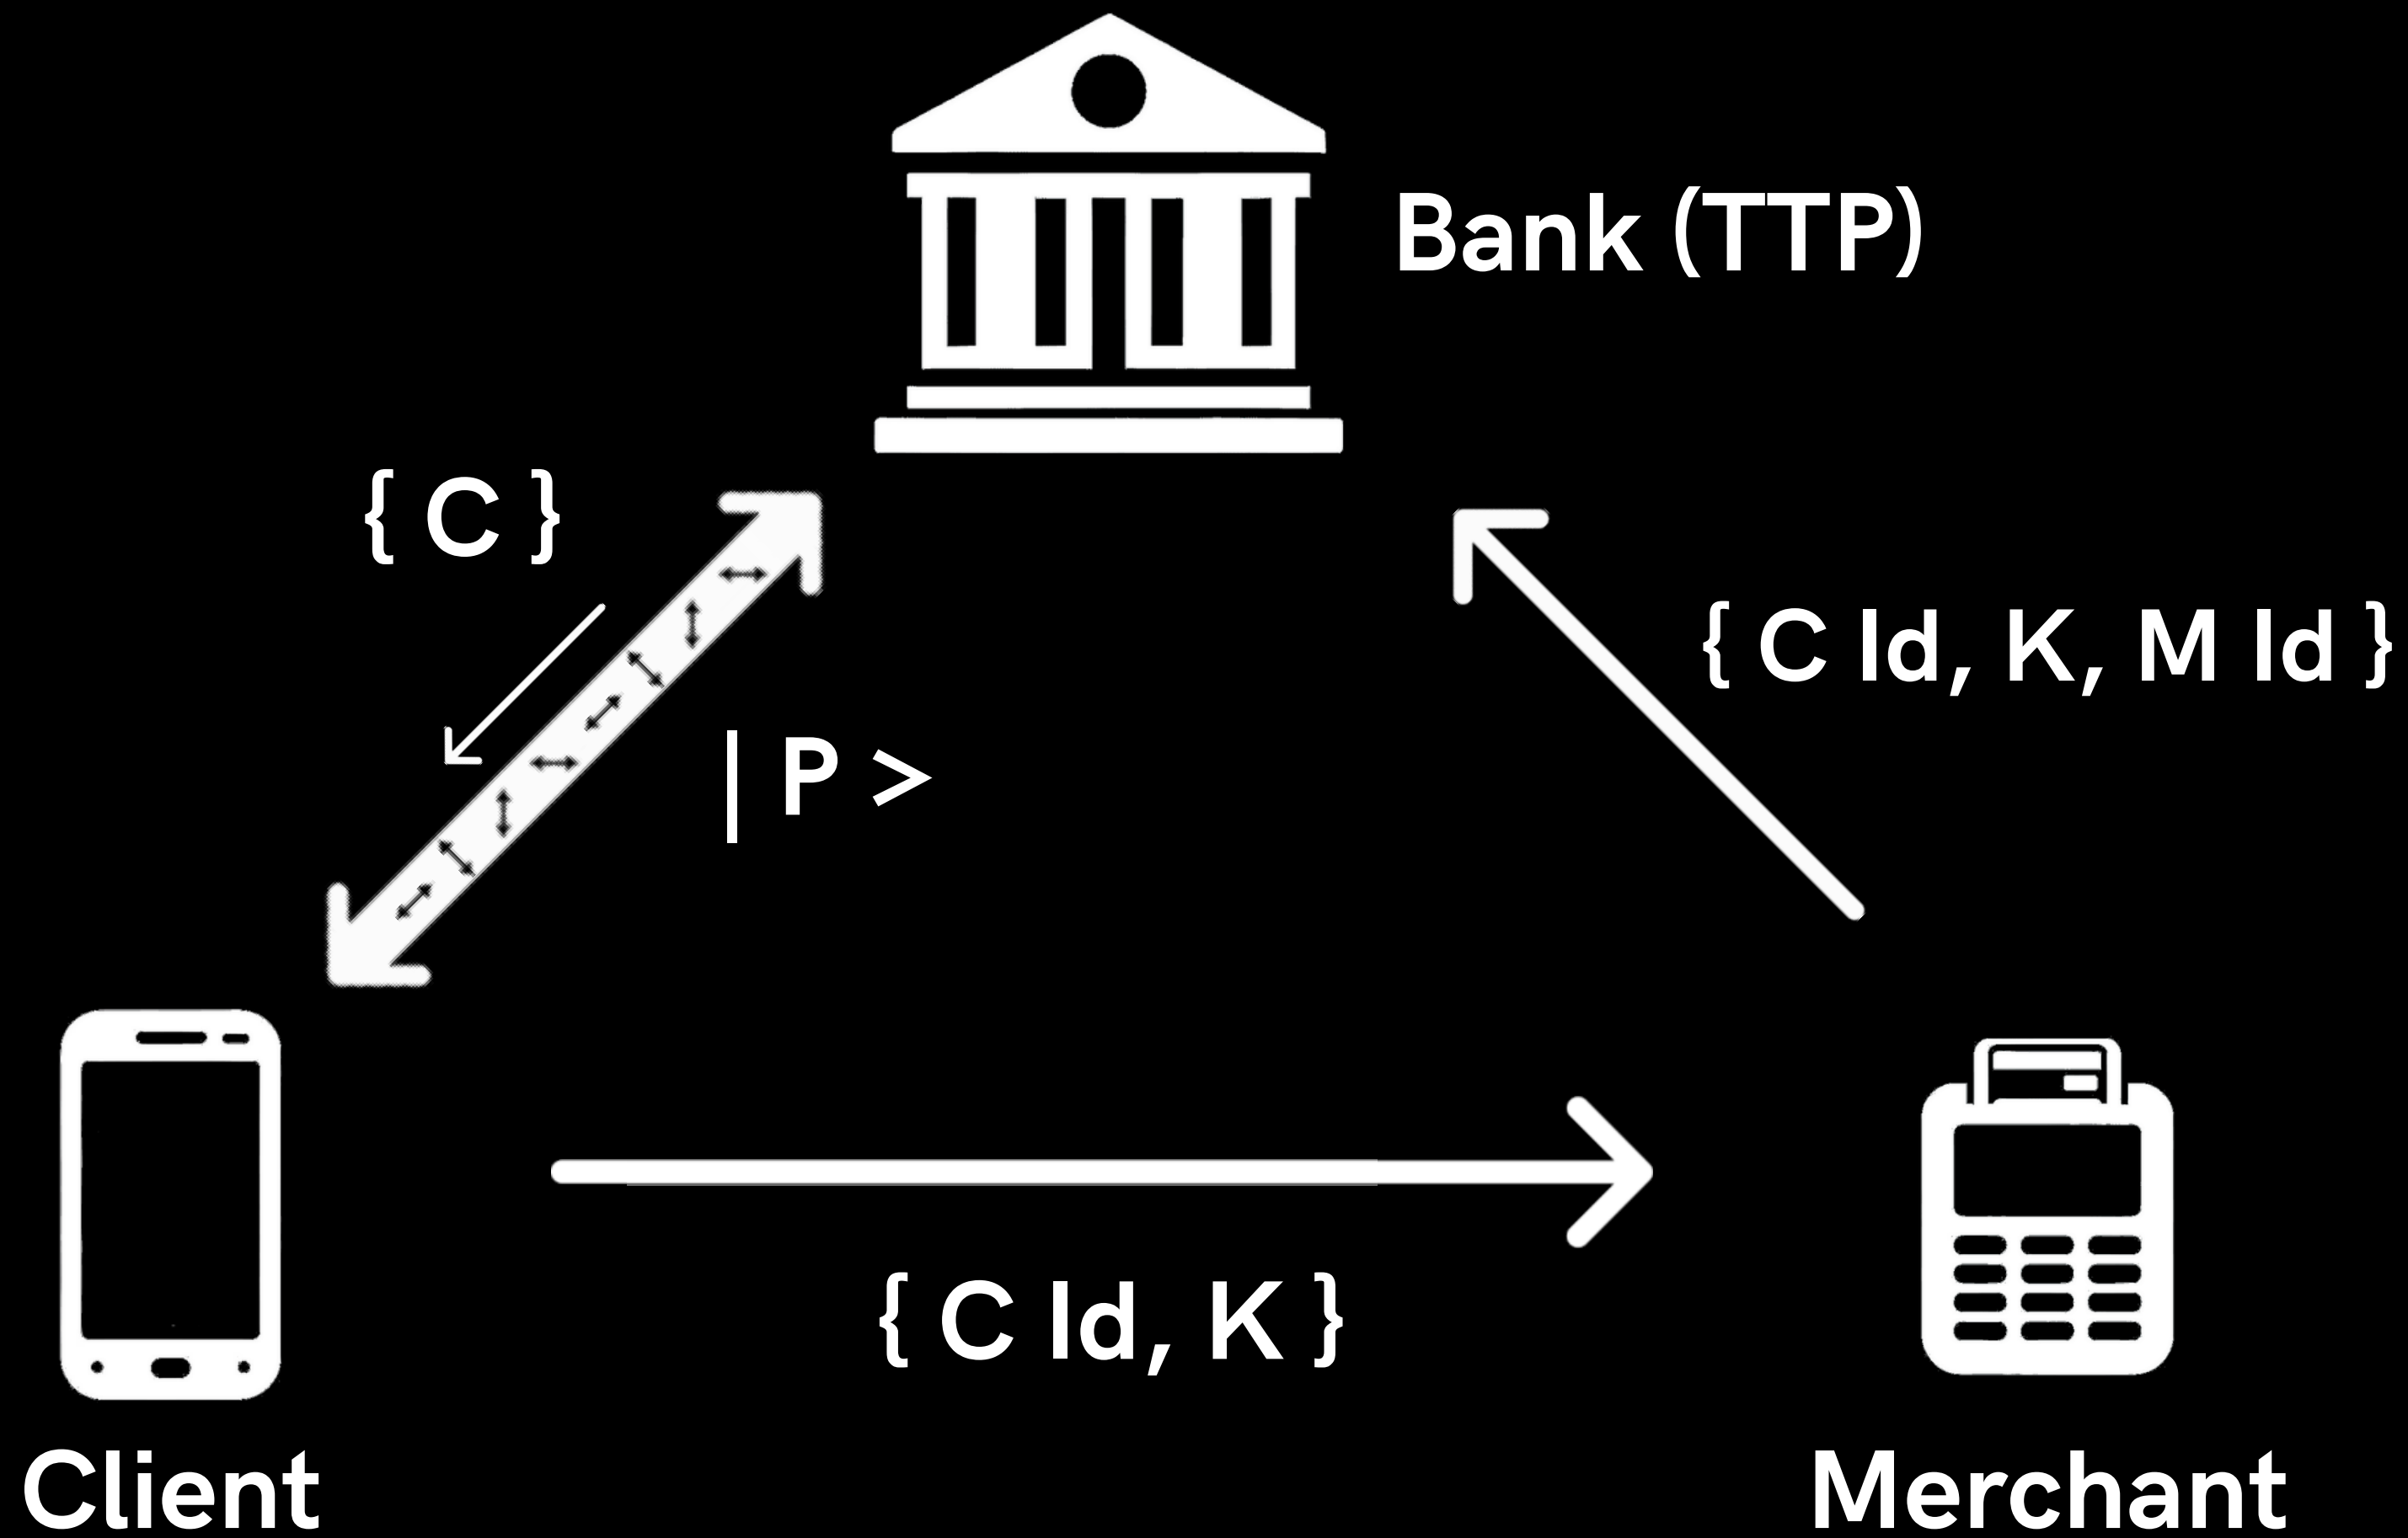 Bank (TTP)
{ C }
{ C Id, K, M Id }
| P >
{ C Id, K }
Client
Merchant